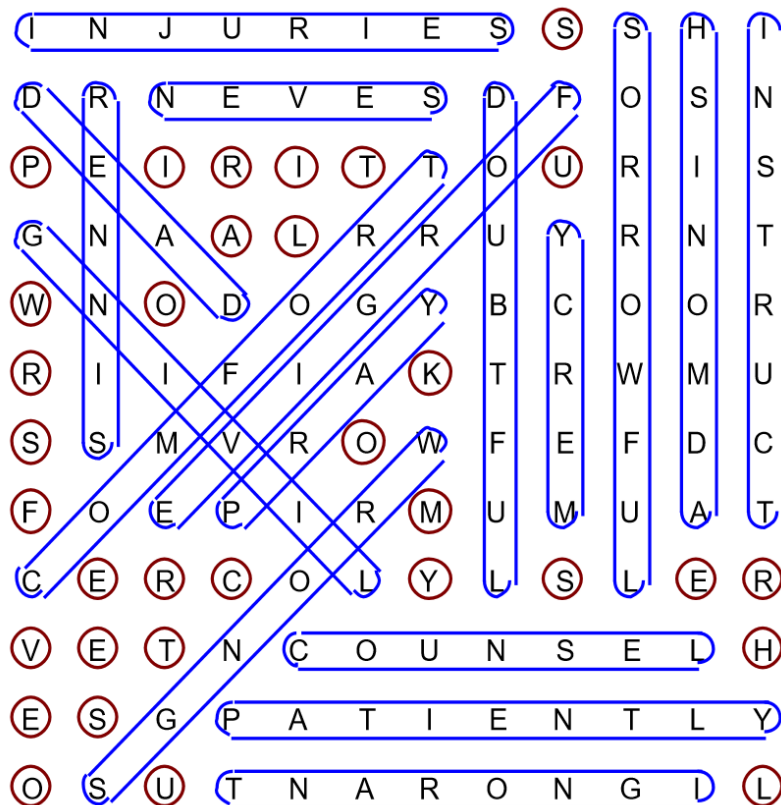 I N J U R I E S S S H I
D R N E V E S D F O S N
P E I R I T T O U R I S
G N A A L R R U Y R N T
W N O D O G Y B C O O R
R I I F I A K T R W M U
S S M V R O W F E F D C
F O E P I R M U M U A T
C E R C O L Y L S L E R
V E T N C O U N S E L H
E S G P A T I E N T L Y
O S U T N A R O N G I L